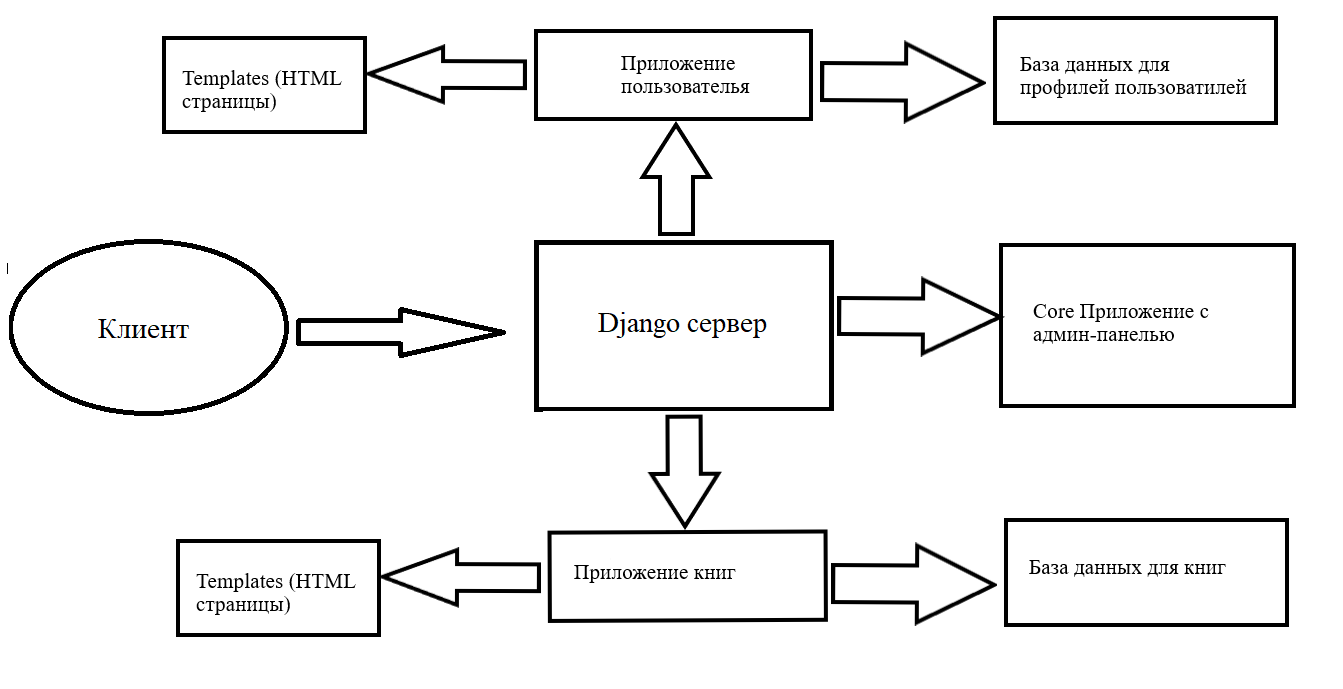 Templates (HTML
страницы)
Приложение
пользователья
База данных для
профилей пользоватилей
Клиент
Django сервер
Core Приложение с
админ-панелью
Templates (HTML
страницы)
Приложение книг
База данных для книг